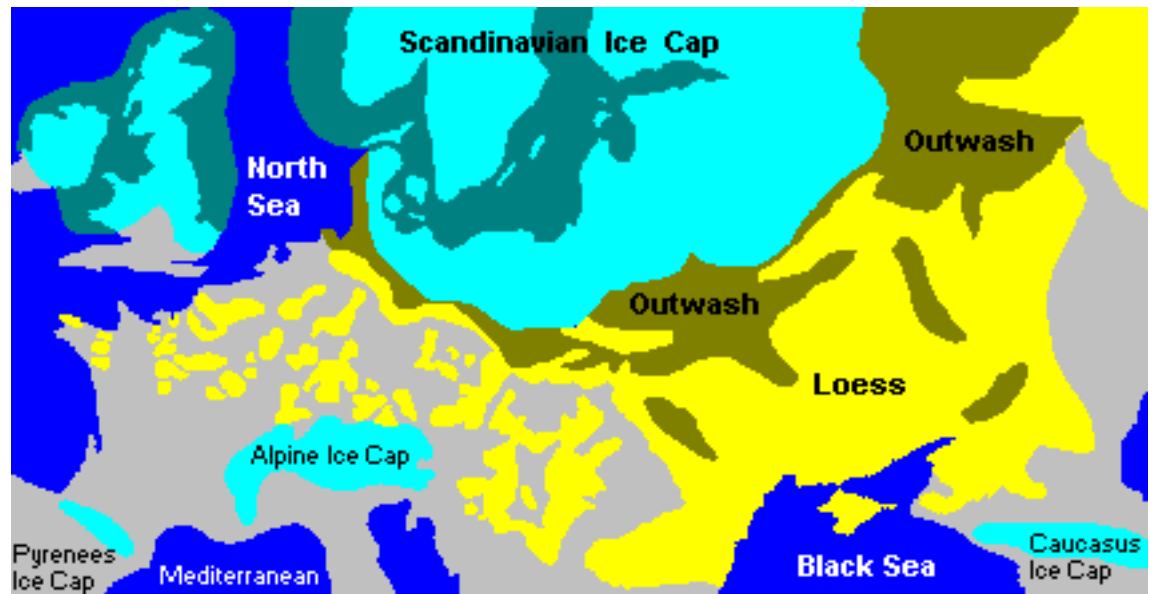 Scandinavian Ice Cap
Outwash
North
Sea
Outwash
Loess
Alpine Ice Cap
Pyrenees
Ice Cap
Mediterranean
Black Sea
Caucasus
Ice Cap